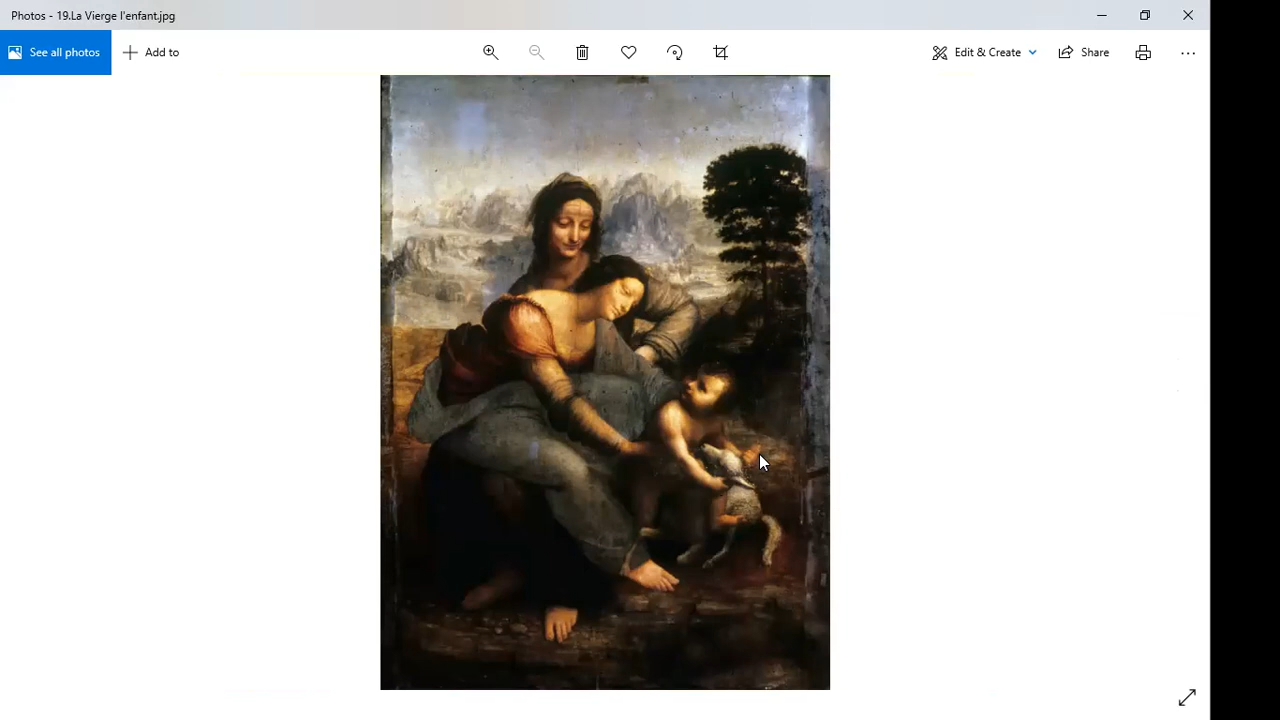 Photos - 19.La Vierge l'enfant.jpg
See all photos
Add to
Edit & Create
Share